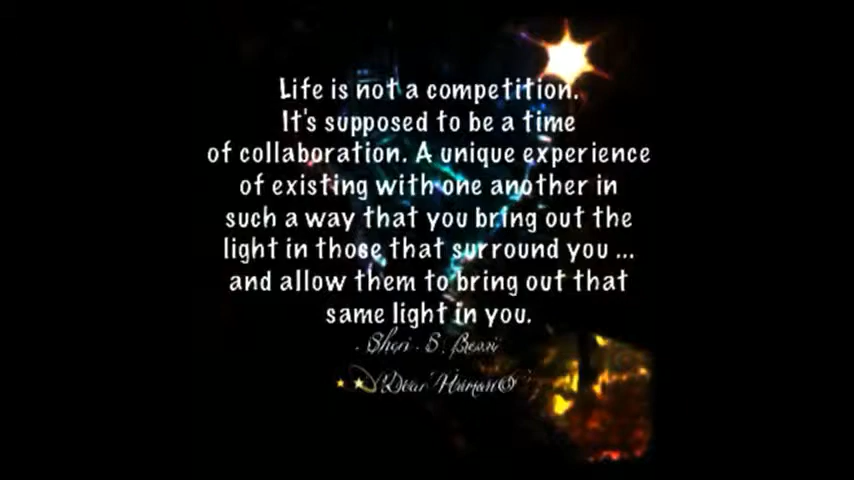 Life is not a competition.
It's supposed to be a time
of collaboration. A unique experience
of existing with one another in
such a way that you bring out the
light in those that surround you ...
and allow them to bring out that
same light in you.
S.
Dear Human©